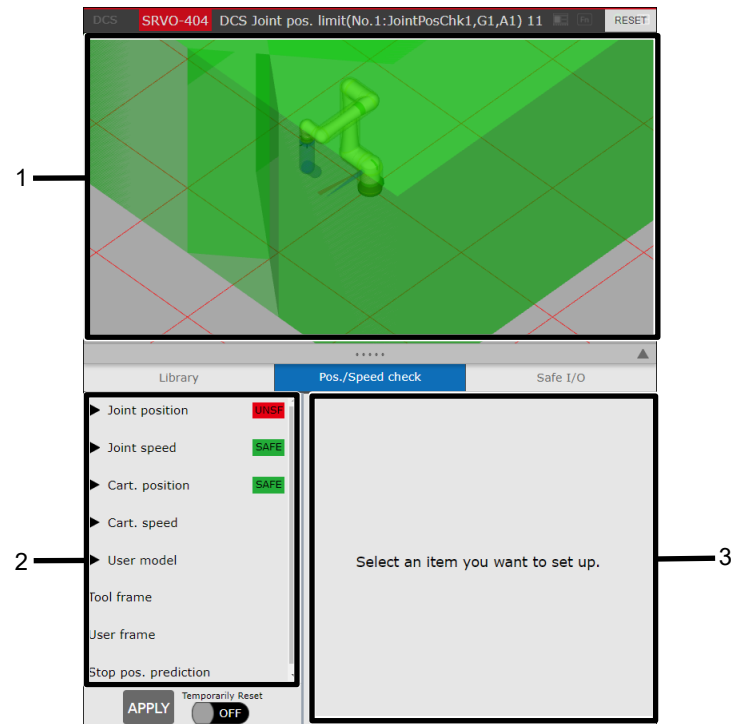 DCS SRVO-404 DCS Joint pos. limit(No.1:JointPosChk1,G1,A1) 11 RESET
1
Library Pos./Speed check Safe I/O
Joint position UNSF
Joint speed SAFE
Cart. position SAFE
Cart. speed
User model
Tool frame
User frame
Stop pos. prediction
2
Select an item you want to set up.
3
APPLY Temporarily Reset
OFF